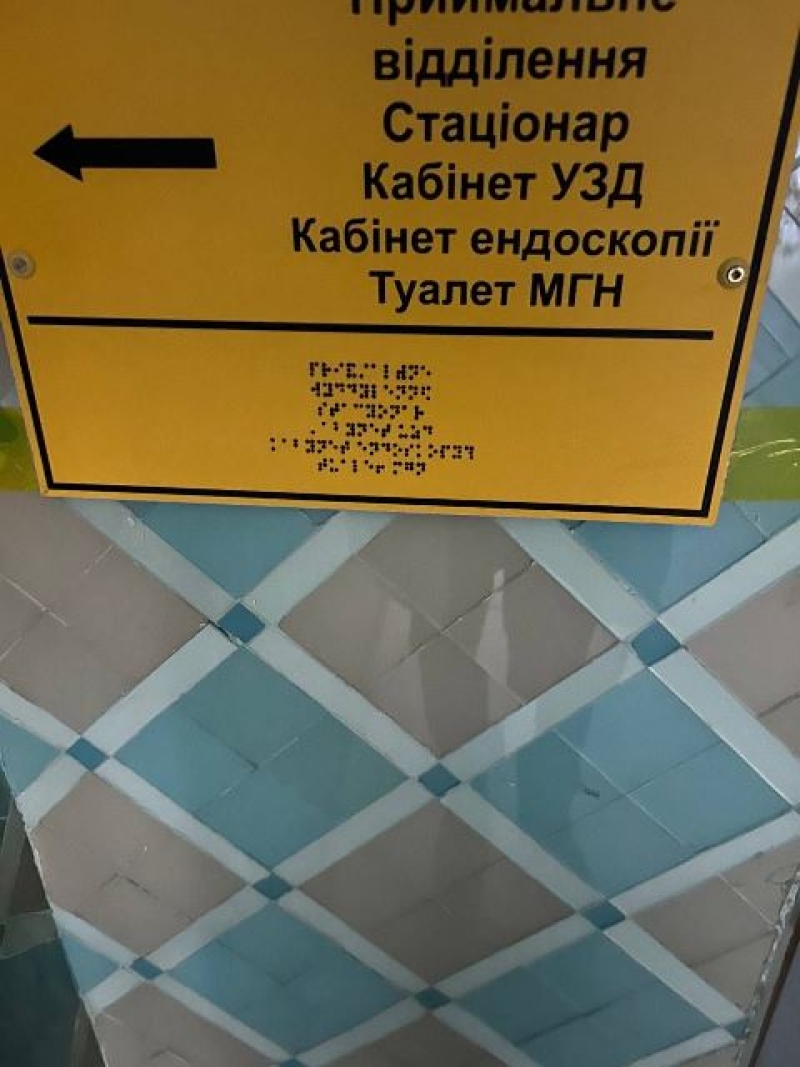 Приймальне
відділення
Стаціонар
Кабінет УЗД
Кабінет ендоскопії
Туалет МГН